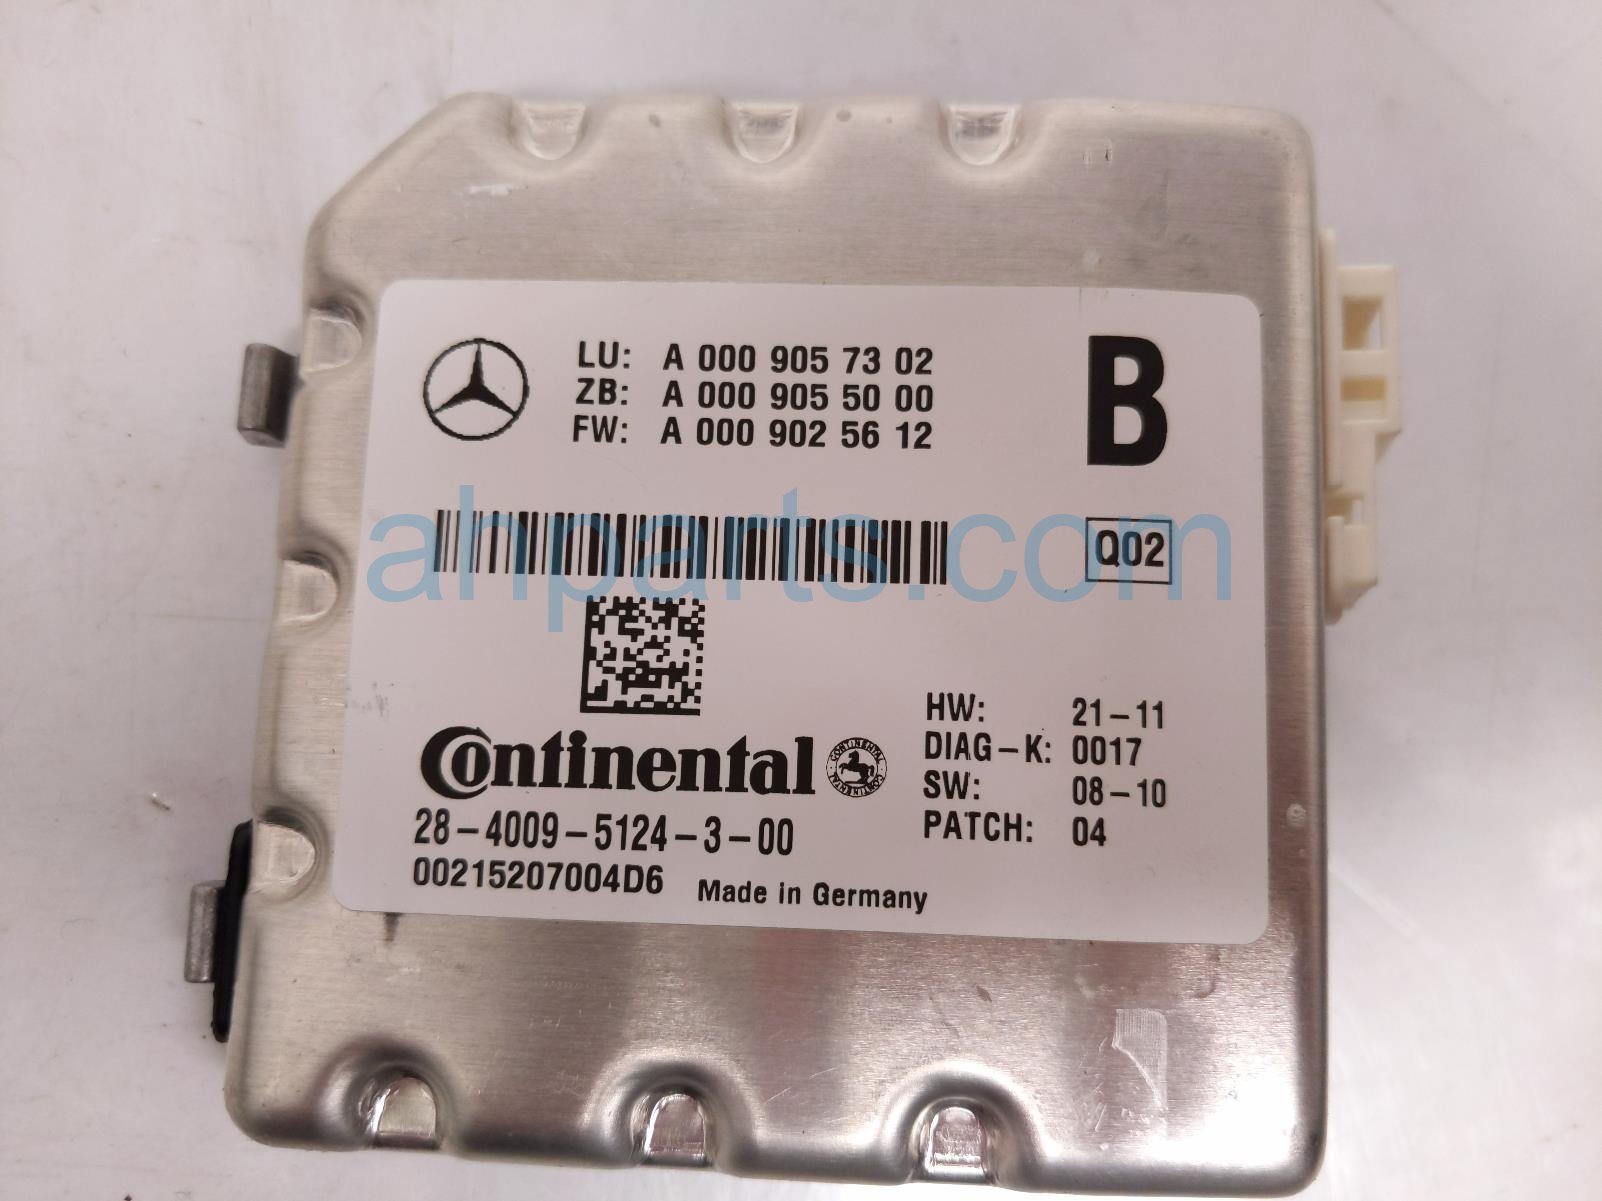 LU: A 000 905 73 02
ZB: A 000 905 50 00
FW: A 000 902 56 12
B
ahparts.com
Q02
HW: 21-11
DIAG-K: 0017
SW: 08-10
PATCH: 04
Continental
CONTINENTAL · CONTINENTAL
28-4009-5124-3-00
00215207004D6
Made in Germany